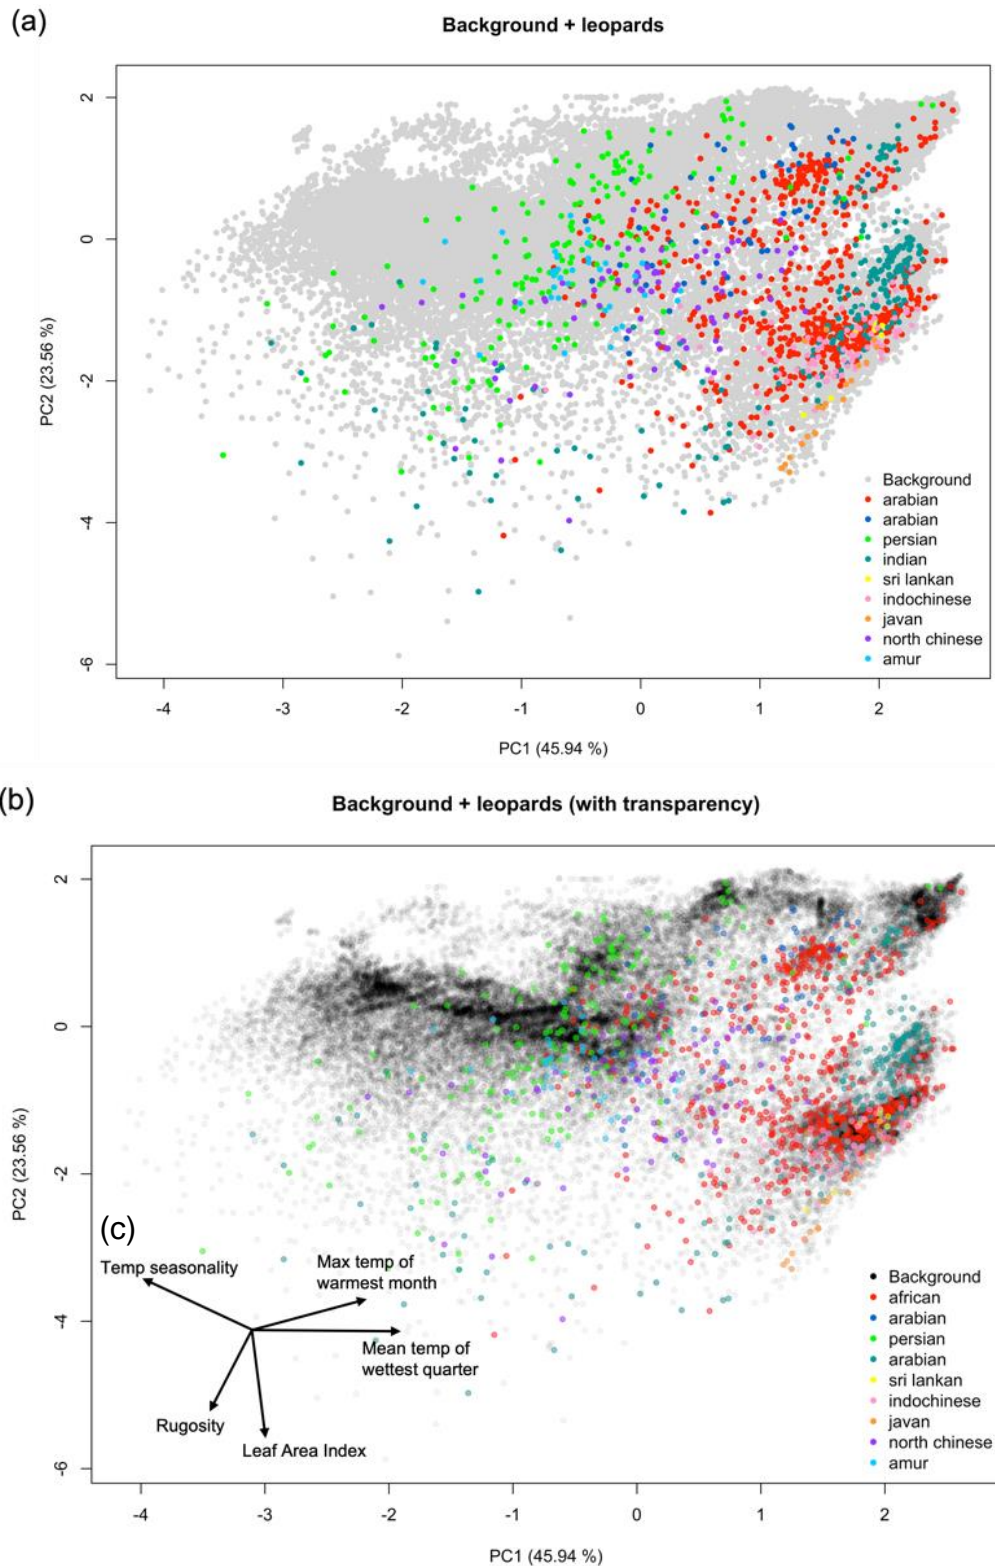 (a)
Background + leopards
2
0
-2
-4
-6
PC2 (23.56 %)
Background
arabian
arabian
persian
indian
sri lankan
indochinese
javan
north chinese
amur
-4 -3 -2 -1 0 1 2
PC1 (45.94 %)
(b)
Background + leopards (with transparency)
2
0
-2
-4
-6
PC2 (23.56 %)
(c)
Temp seasonality
Max temp of
warmest month
Mean temp of
wettest quarter
Rugosity
Leaf Area Index
Background
african
arabian
persian
arabian
sri lankan
indochinese
javan
north chinese
amur
-4 -3 -2 -1 0 1 2
PC1 (45.94 %)